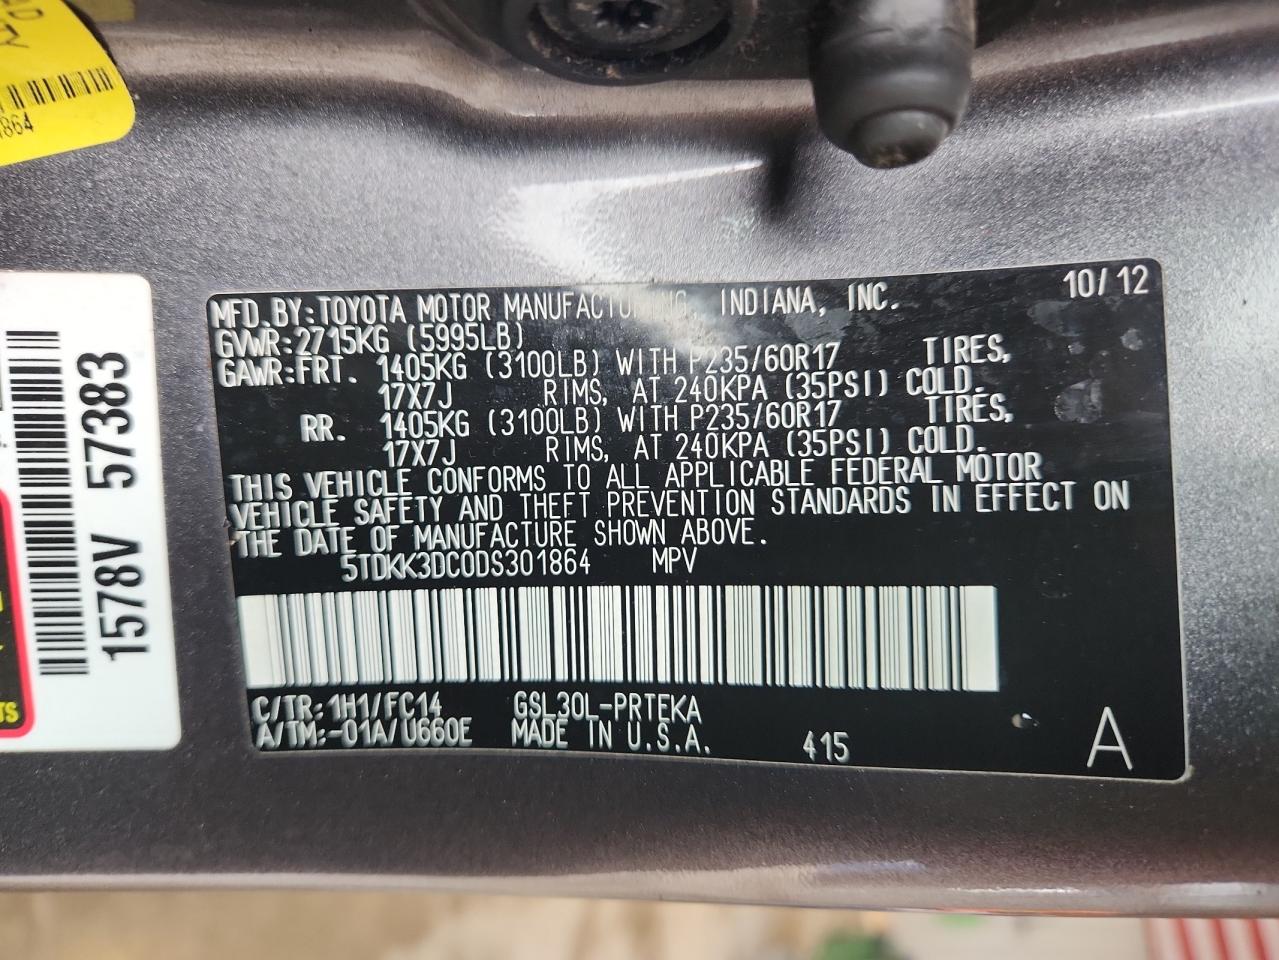 MFD.BY:TOYOTA MOTOR MANUFACTURING, INDIANA, INC. 10/12
GVWR:2715KG (5995LB)
GAWR:FRT. 1405KG (3100LB) WITH P235/60R17 TIRES,
17X7J RIMS, AT 240KPA (35PSI) COLD.
RR. 1405KG (3100LB) WITH P235/60R17 TIRES,
17X7J RIMS, AT 240KPA (35PSI) COLD.
THIS VEHICLE CONFORMS TO ALL APPLICABLE FEDERAL MOTOR
VEHICLE SAFETY AND THEFT PREVENTION STANDARDS IN EFFECT ON
THE DATE OF MANUFACTURE SHOWN ABOVE.
5TDKK3DC0DS301864 MPV
C/TR: 1H1/FC14 GSL30L-PRTEKA
A/TM:-01A/U660E MADE IN U.S.A. 415 A
1578V 57383
1864
TS